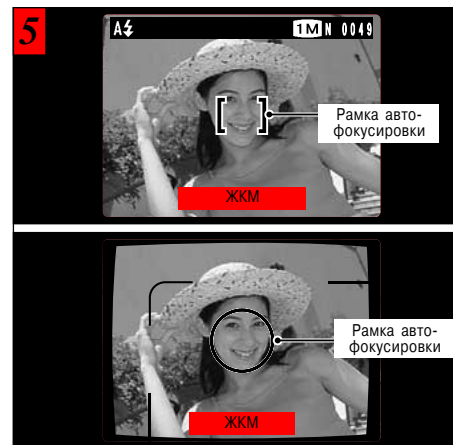 5
A⚡ 1M N 0049
Рамка авто-
фокусировки
ЖКМ
Рамка авто-
фокусировки
ЖКМ